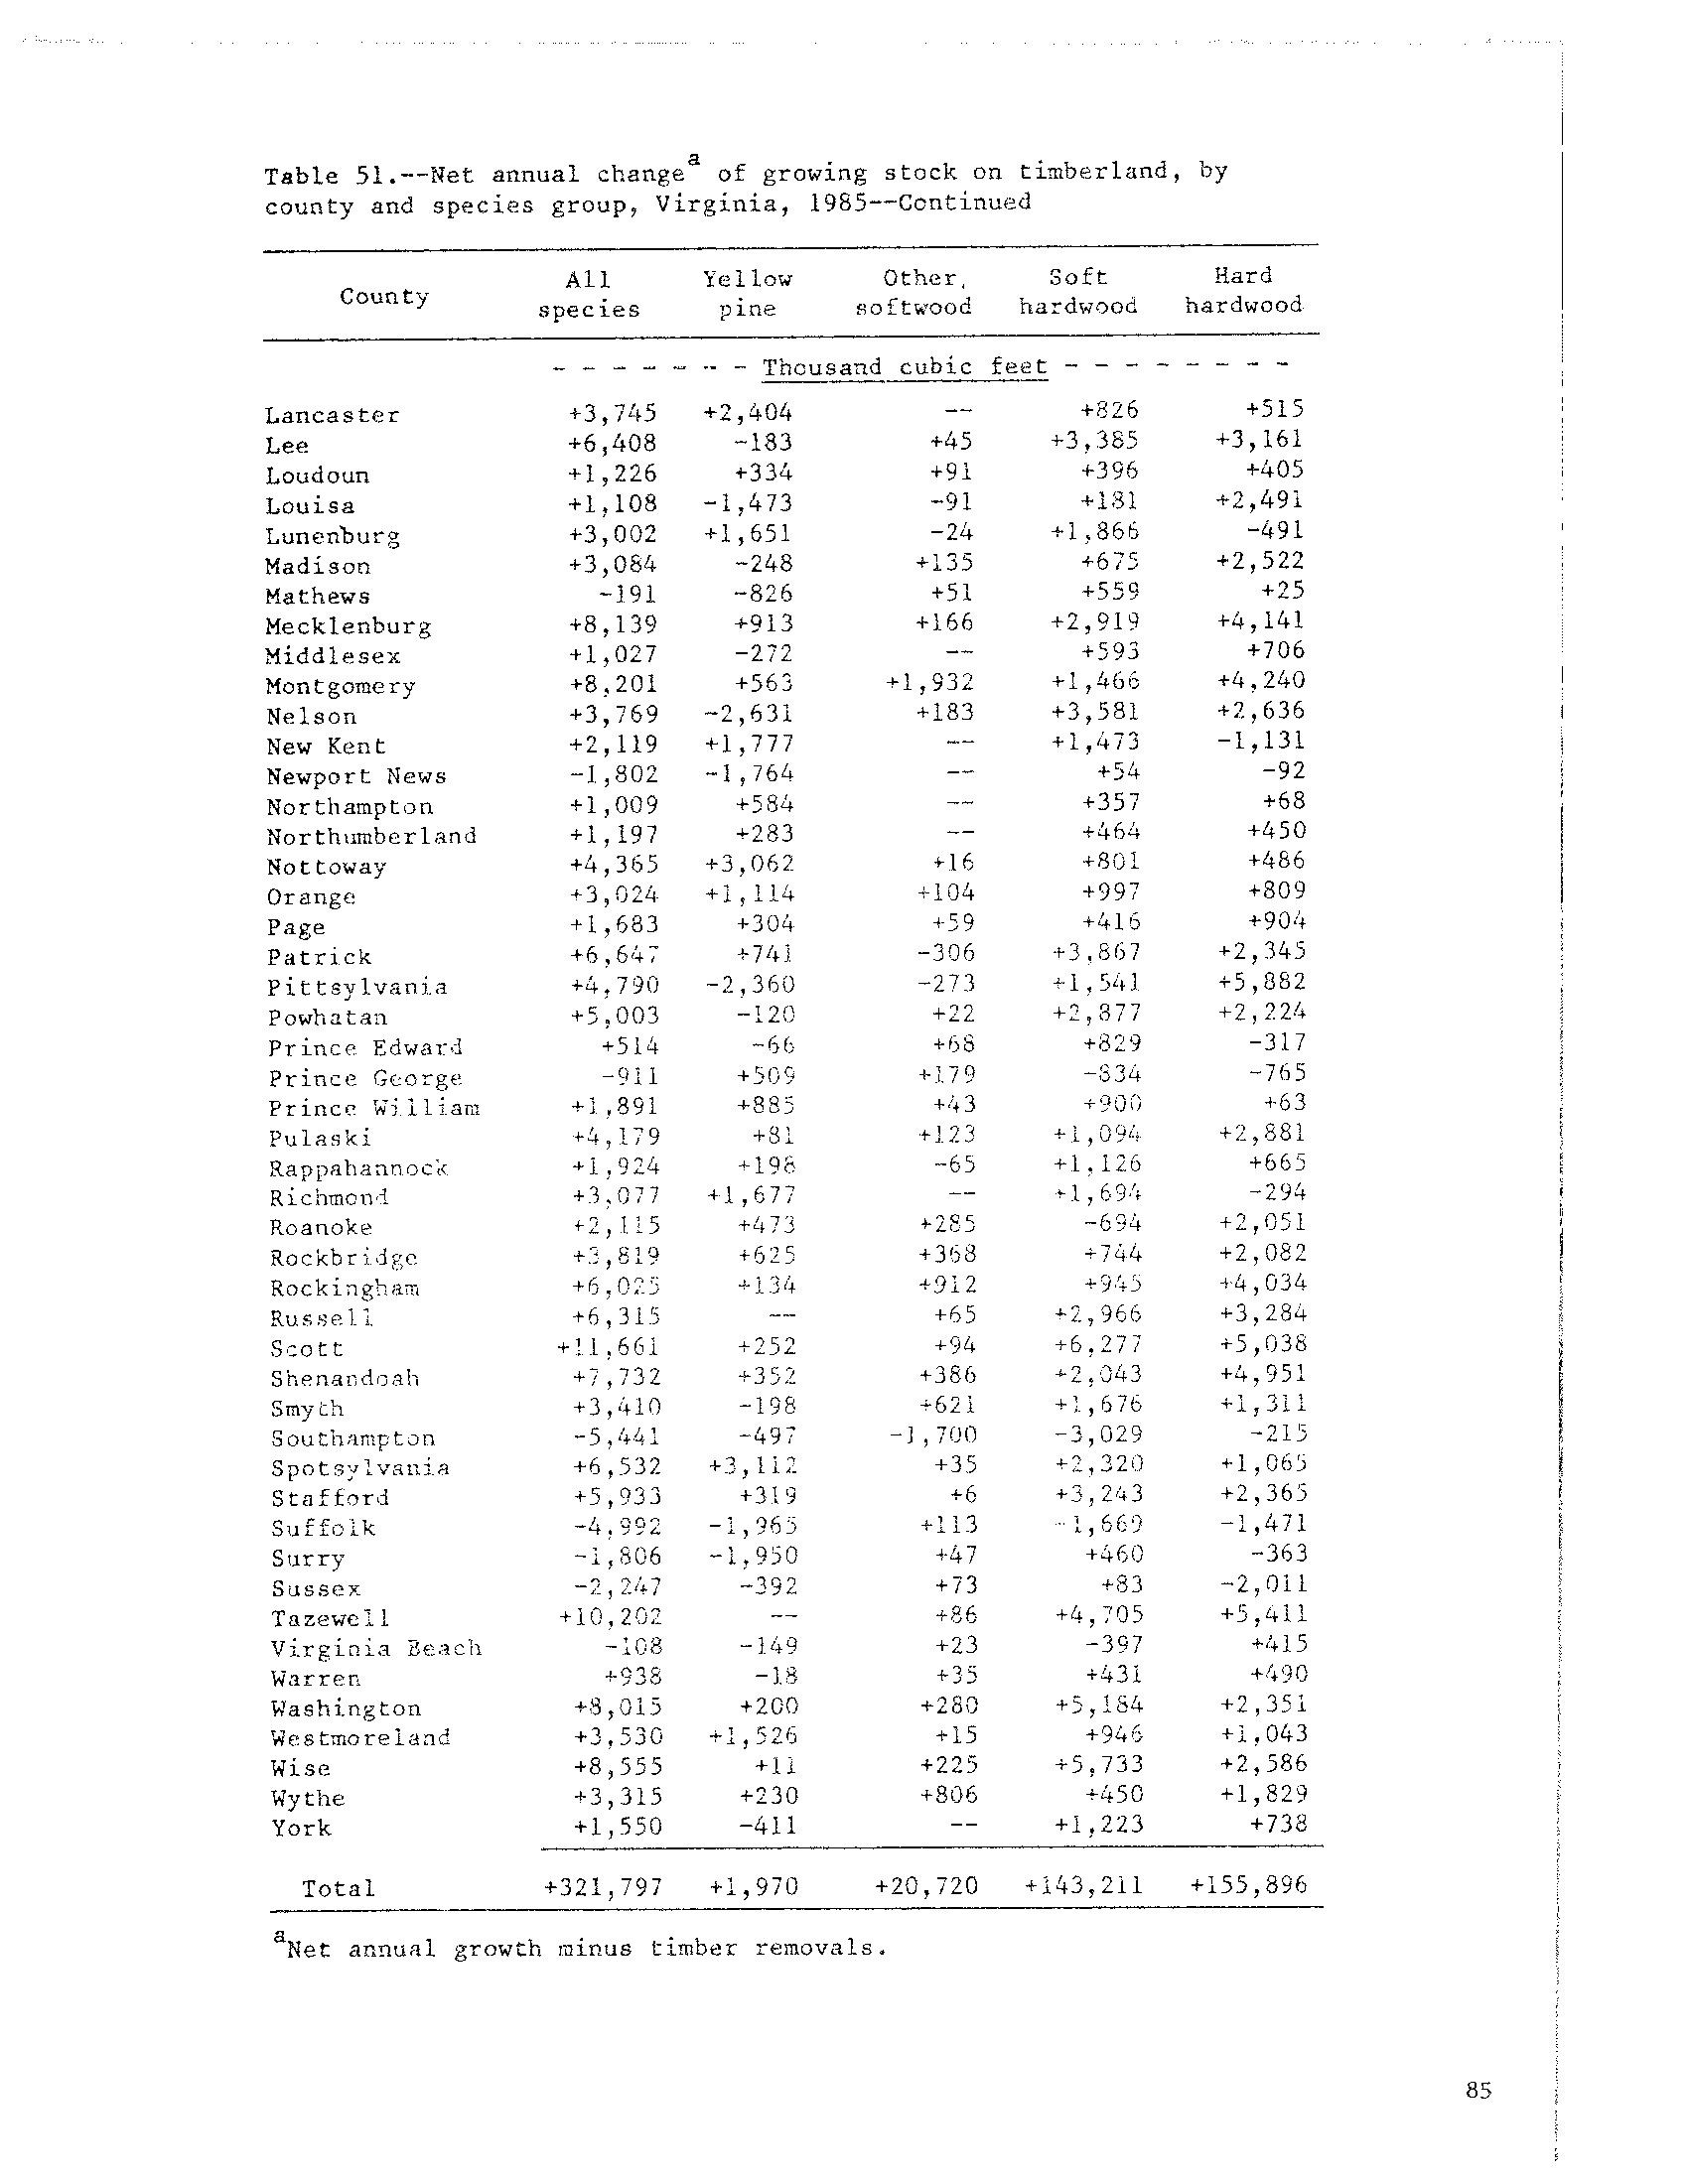 Table 51.--Net annual change^a of growing stock on timberland, by
county and species group, Virginia, 1985--Continued
County All species Yellow pine Other softwood Soft hardwood Hard hardwood
- - - - - - - Thousand cubic feet - - - - - - - -
Lancaster +3,745 +2,404 -- +826 +515
Lee +6,408 -183 +45 +3,385 +3,161
Loudoun +1,226 +334 +91 +396 +405
Louisa +1,108 -1,473 -91 +181 +2,491
Lunenburg +3,002 +1,651 -24 +1,866 -491
Madison +3,084 -248 +135 +675 +2,522
Mathews -191 -826 +51 +559 +25
Mecklenburg +8,139 +913 +166 +2,919 +4,141
Middlesex +1,027 -272 -- +593 +706
Montgomery +8,201 +563 +1,932 +1,466 +4,240
Nelson +3,769 -2,631 +183 +3,581 +2,636
New Kent +2,119 +1,777 -- +1,473 -1,131
Newport News -1,802 -1,764 -- +54 -92
Northampton +1,009 +584 -- +357 +68
Northumberland +1,197 +283 -- +464 +450
Nottoway +4,365 +3,062 +16 +801 +486
Orange +3,024 +1,114 +104 +997 +809
Page +1,683 +304 +59 +416 +904
Patrick +6,647 +741 -306 +3,867 +2,345
Pittsylvania +4,790 -2,360 -273 +1,541 +5,882
Powhatan +5,003 -120 +22 +2,877 +2,224
Prince Edward +514 -66 +68 +829 -317
Prince George -911 +509 +179 -834 -765
Prince William +1,891 +885 +43 +900 +63
Pulaski +4,179 +81 +123 +1,094 +2,881
Rappahannock +1,924 +198 -65 +1,126 +665
Richmond +3,077 +1,677 -- +1,694 -294
Roanoke +2,115 +473 +285 -694 +2,051
Rockbridge +3,819 +625 +368 +744 +2,082
Rockingham +6,025 +134 +912 +945 +4,034
Russell +6,315 -- +65 +2,966 +3,284
Scott +11,661 +252 +94 +6,277 +5,038
Shenandoah +7,732 +352 +386 +2,043 +4,951
Smyth +3,410 -198 +621 +1,676 +1,311
Southampton -5,441 -497 -1,700 -3,029 -215
Spotsylvania +6,532 +3,112 +35 +2,320 +1,065
Stafford +5,933 +319 +6 +3,243 +2,365
Suffolk -4,992 -1,965 +113 -1,669 -1,471
Surry -1,806 -1,950 +47 +460 -363
Sussex -2,247 -392 +73 +83 -2,011
Tazewell +10,202 -- +86 +4,705 +5,411
Virginia Beach -108 -149 +23 -397 +415
Warren +938 -18 +35 +431 +490
Washington +8,015 +200 +280 +5,184 +2,351
Westmoreland +3,530 +1,526 +15 +946 +1,043
Wise +8,555 +11 +225 +5,733 +2,586
Wythe +3,315 +230 +806 +450 +1,829
York +1,550 -411 -- +1,223 +738
Total +321,797 +1,970 +20,720 +143,211 +155,896
^aNet annual growth minus timber removals.
85